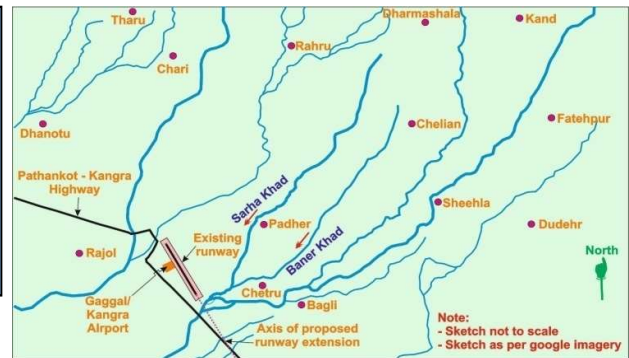 Tharu
Dharmashala
Kand
Rahru
Chari
Chelian
Fatehpur
Dhanotu
Pathankot - Kangra
Highway
Sarha Khad
Sheehla
Padher
Dudehr
Existing
runway
Baner Khad
Rajol
North
Gaggal/
Kangra
Airport
Chetru
Bagli
Axis of proposed
runway extension
Note:
- Sketch not to scale
- Sketch as per google imagery